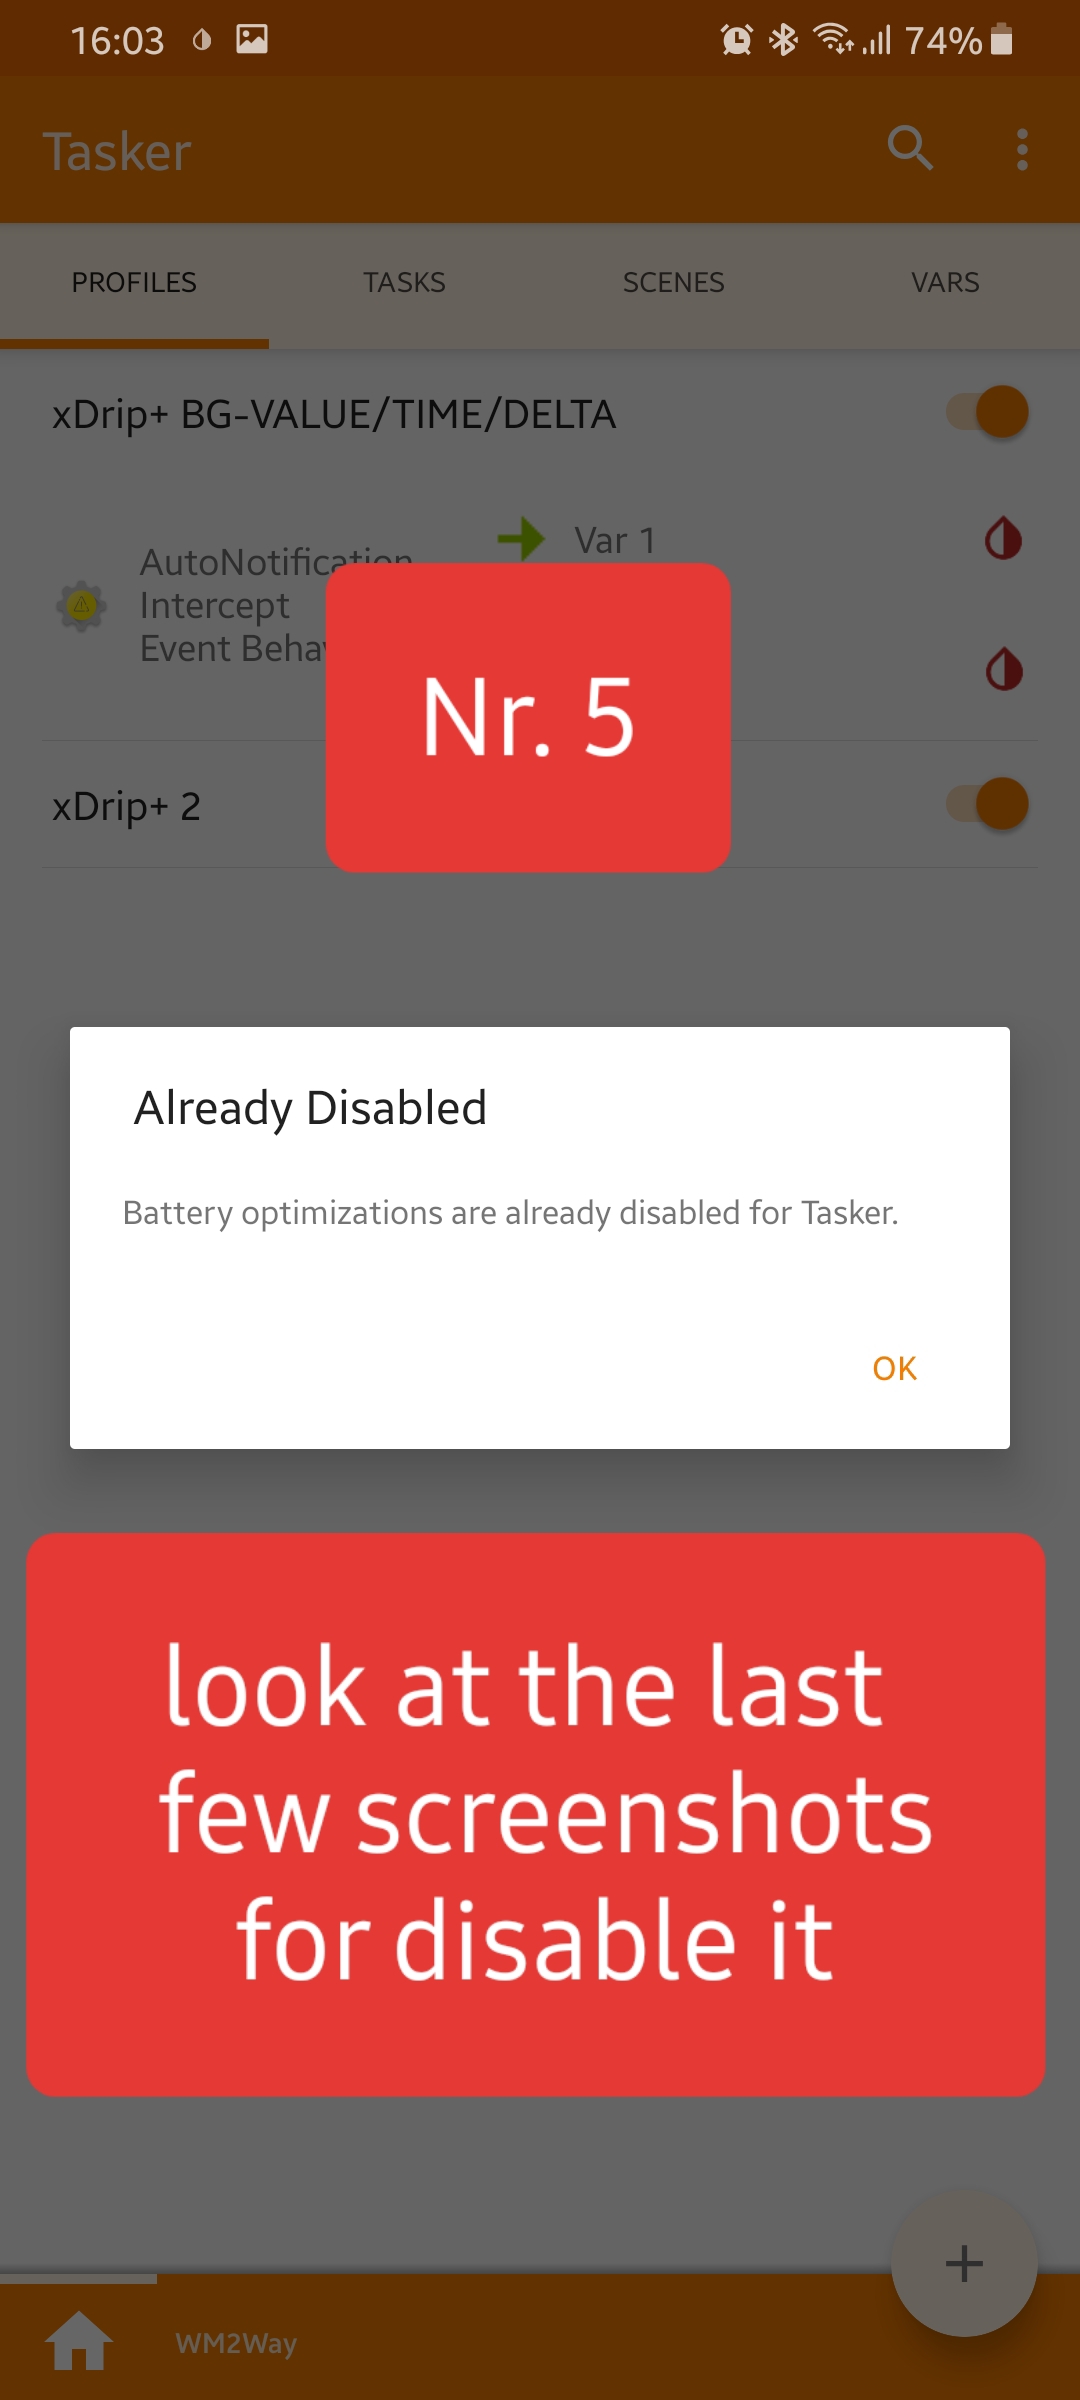 16:03
74%
Tasker
PROFILES
TASKS
SCENES
VARS
xDrip+ BG-VALUE/TIME/DELTA
AutoNotification
Var 1
Intercept
Event
Nr. 5
xDrip+ 2
Already Disabled
Battery optimizations are already disabled for Tasker.
OK
look at the last
few screenshots
for disable it
WM2Way